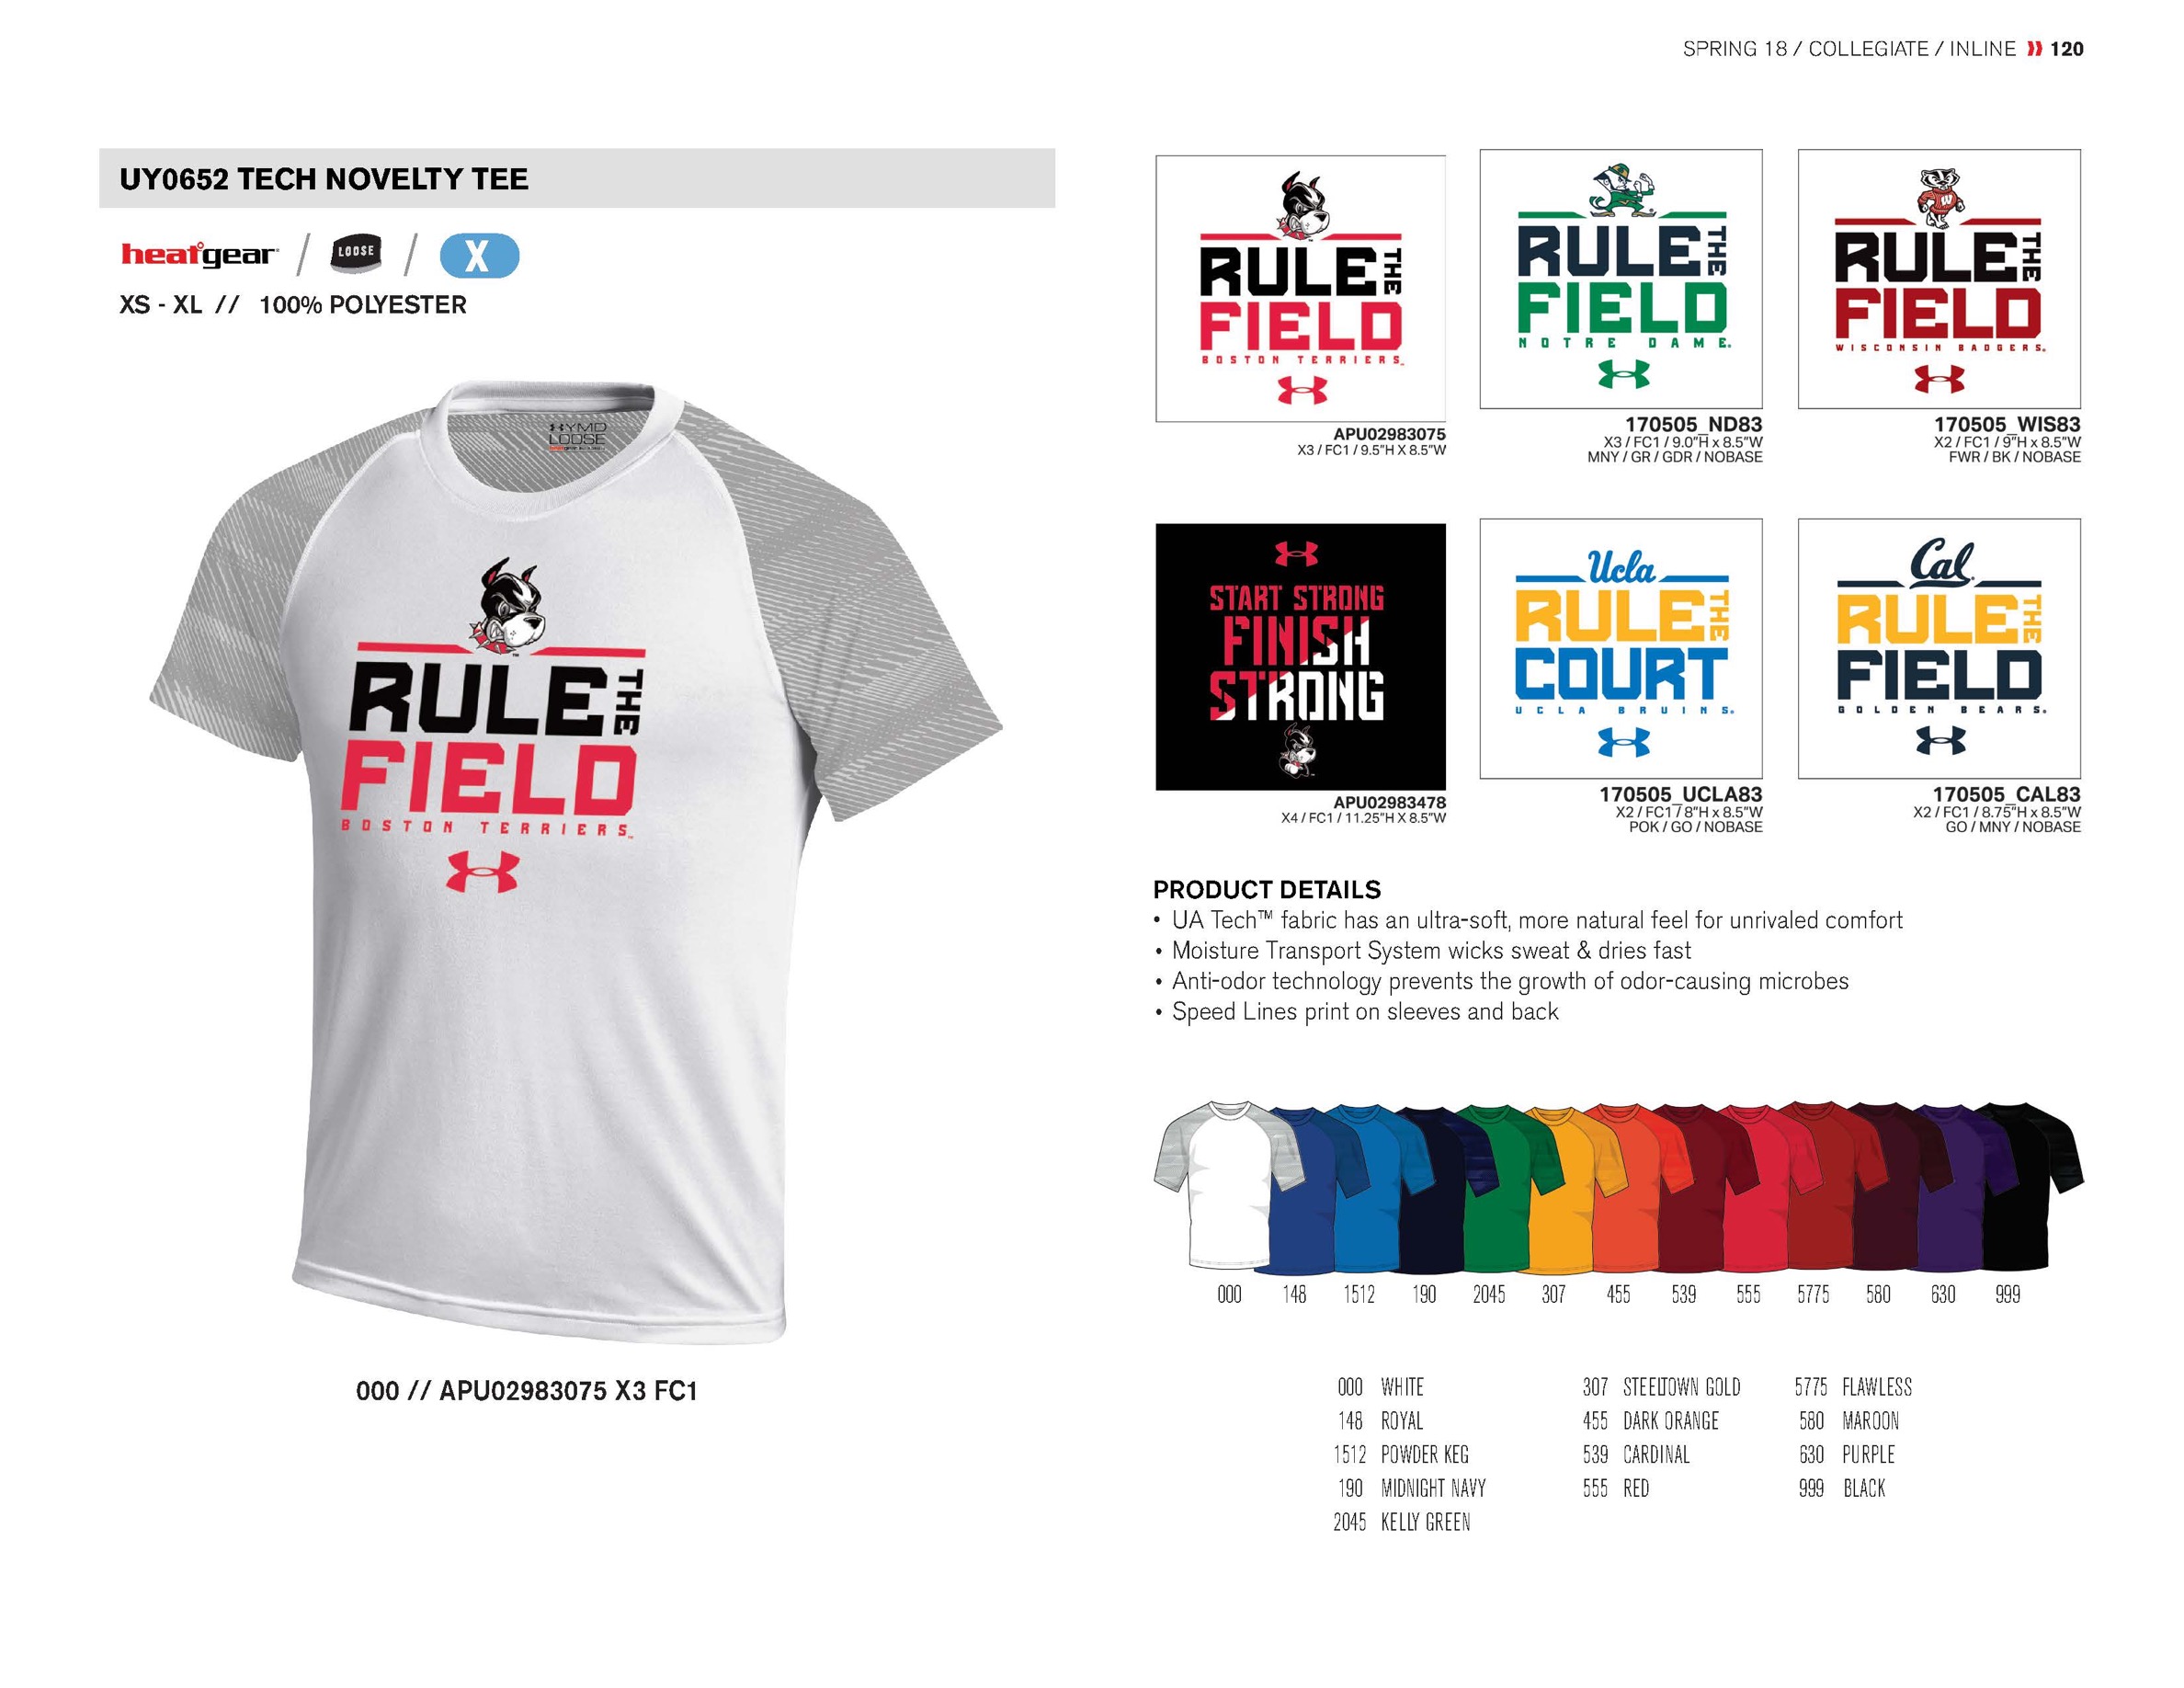 SPRING 18 / COLLEGIATE / INLINE 120
UY0652 TECH NOVELTY TEE
heatgear / LOOSE / X
XS - XL // 100% POLYESTER
YMD
LOOSE
RULE THE
FIELD
BOSTON TERRIERS™
000 // APU02983075 X3 FC1
RULE THE
FIELD
BOSTON TERRIERS™
APU02983075
X3 / FC1 / 9.5"H X 8.5"W
RULE THE
FIELD
NOTRE DAME®
170505_ND83
X3 / FC1 / 9.0"H x 8.5"W
MNY / GR / GDR / NOBASE
W
RULE THE
FIELD
WISCONSIN BADGERS®
170505_WIS83
X2 / FC1 / 9"H x 8.5"W
FWR / BK / NOBASE
START STRONG
FINISH
STRONG
APU02983478
X4 / FC1 / 11.25"H X 8.5"W
Ucla
RULE THE
COURT
UCLA BRUINS®
170505_UCLA83
X2 / FC1 / 8"H x 8.5"W
POK / GO / NOBASE
Cal
RULE THE
FIELD
GOLDEN BEARS®
170505_CAL83
X2 / FC1 / 8.75"H x 8.5"W
GO / MNY / NOBASE
PRODUCT DETAILS
• UA Tech™ fabric has an ultra-soft, more natural feel for unrivaled comfort
• Moisture Transport System wicks sweat & dries fast
• Anti-odor technology prevents the growth of odor-causing microbes
• Speed Lines print on sleeves and back
000 148 1512 190 2045 307 455 539 555 5775 580 630 999
000 WHITE
148 ROYAL
1512 POWDER KEG
190 MIDNIGHT NAVY
2045 KELLY GREEN
307 STEELTOWN GOLD
455 DARK ORANGE
539 CARDINAL
555 RED
5775 FLAWLESS
580 MAROON
630 PURPLE
999 BLACK